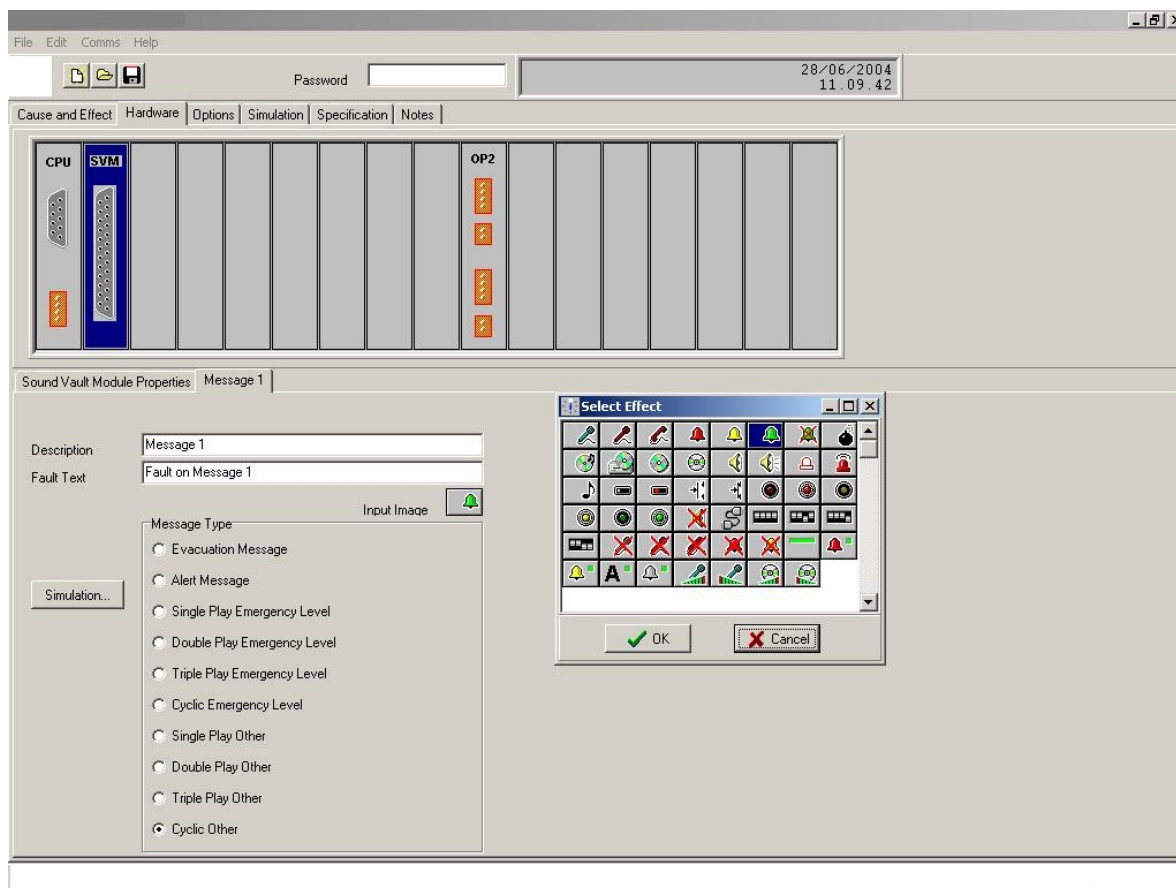 File Edit Comms Help
Password
28/06/2004
11.09.42
Cause and Effect Hardware Options Simulation Specification Notes
CPU SVM OP2
Sound Vault Module Properties Message 1
Select Effect
Description Message 1
Fault Text Fault on Message 1
Input Image
Message Type
Evacuation Message
Alert Message
Simulation...
Single Play Emergency Level
Double Play Emergency Level
Triple Play Emergency Level
Cyclic Emergency Level
Single Play Other
Double Play Other
Triple Play Other
Cyclic Other
A
OK Cancel